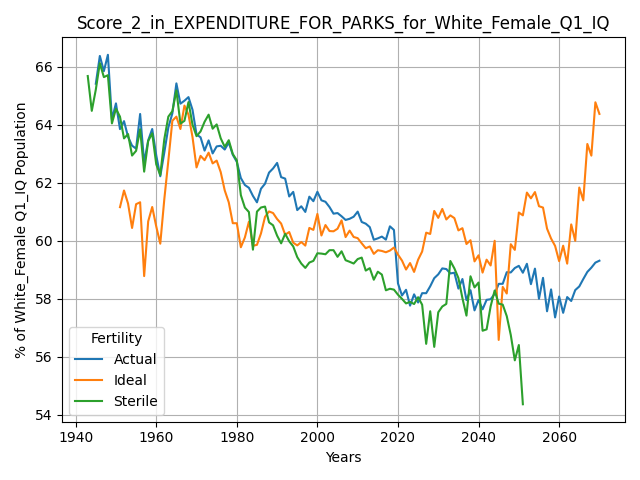 Score_2_in_EXPENDITURE_FOR_PARKS_for_White_Female_Q1_IQ
% of White_Female Q1_IQ Population
66
64
62
60
58
56
54
Fertility
Actual
Ideal
Sterile
1940 1960 1980 2000 2020 2040 2060
Years